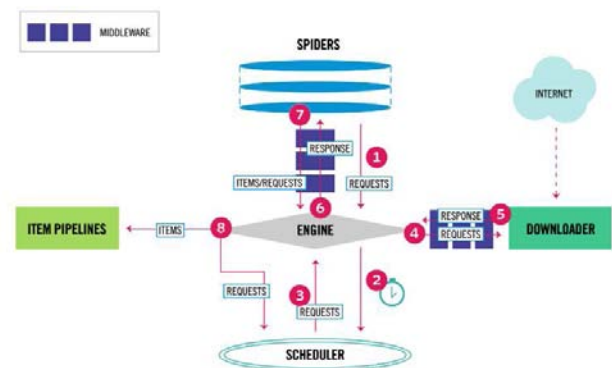 MIDDLEWARE
SPIDERS
INTERNET
7
RESPONSE
1
ITEMS/REQUESTS
REQUESTS
6
RESPONSE
5
ITEM PIPELINES
ITEMS
8
ENGINE
4
REQUESTS
DOWNLOADER
2
REQUESTS
3
REQUESTS
SCHEDULER